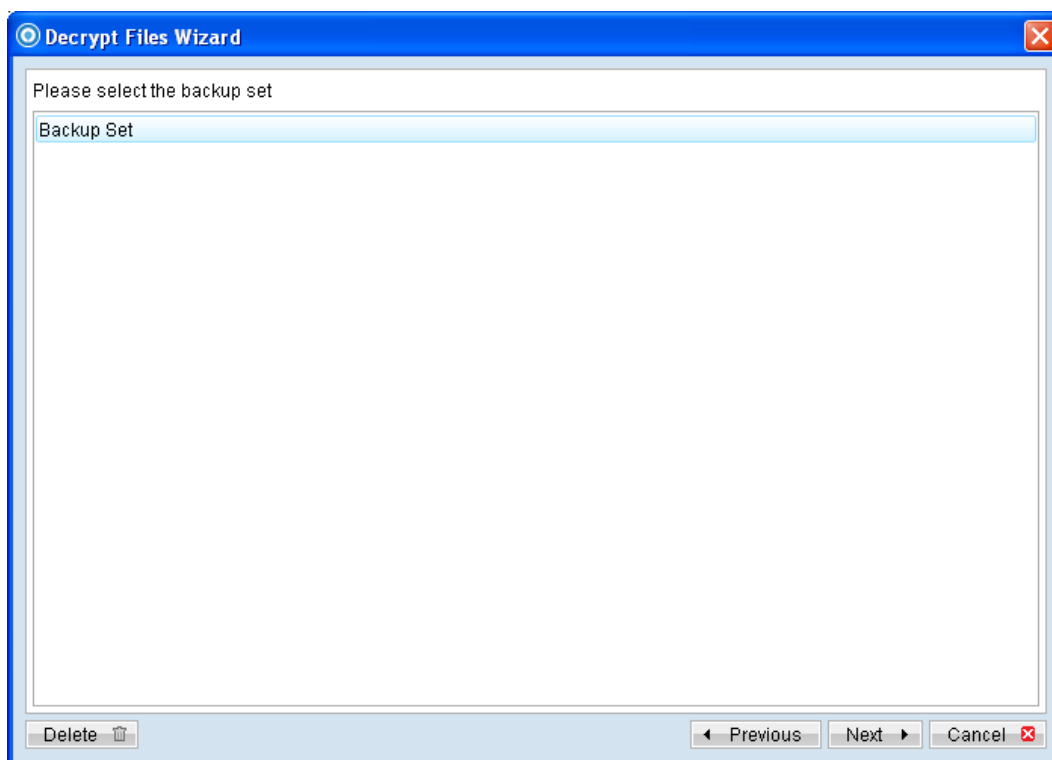 Decrypt Files Wizard
Please select the backup set
Backup Set
Delete
Previous
Next
Cancel